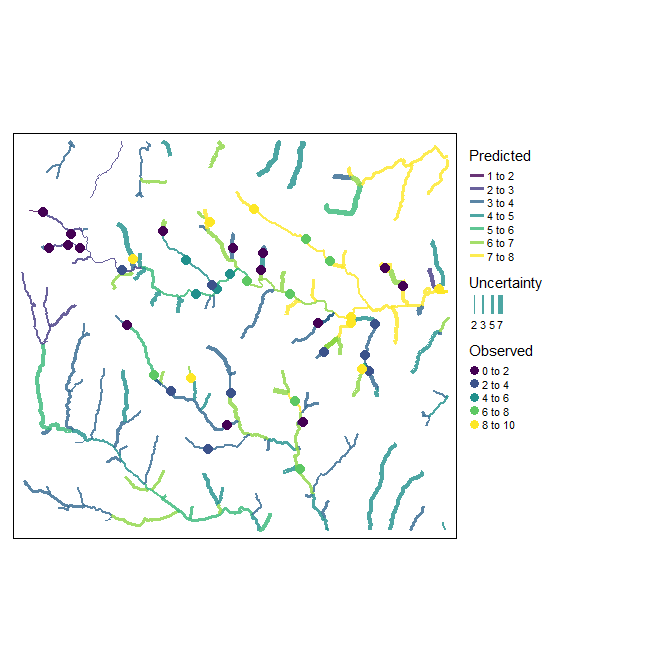 Predicted
1 to 2
2 to 3
3 to 4
4 to 5
5 to 6
6 to 7
7 to 8
Uncertainty
2 3 5 7
Observed
0 to 2
2 to 4
4 to 6
6 to 8
8 to 10